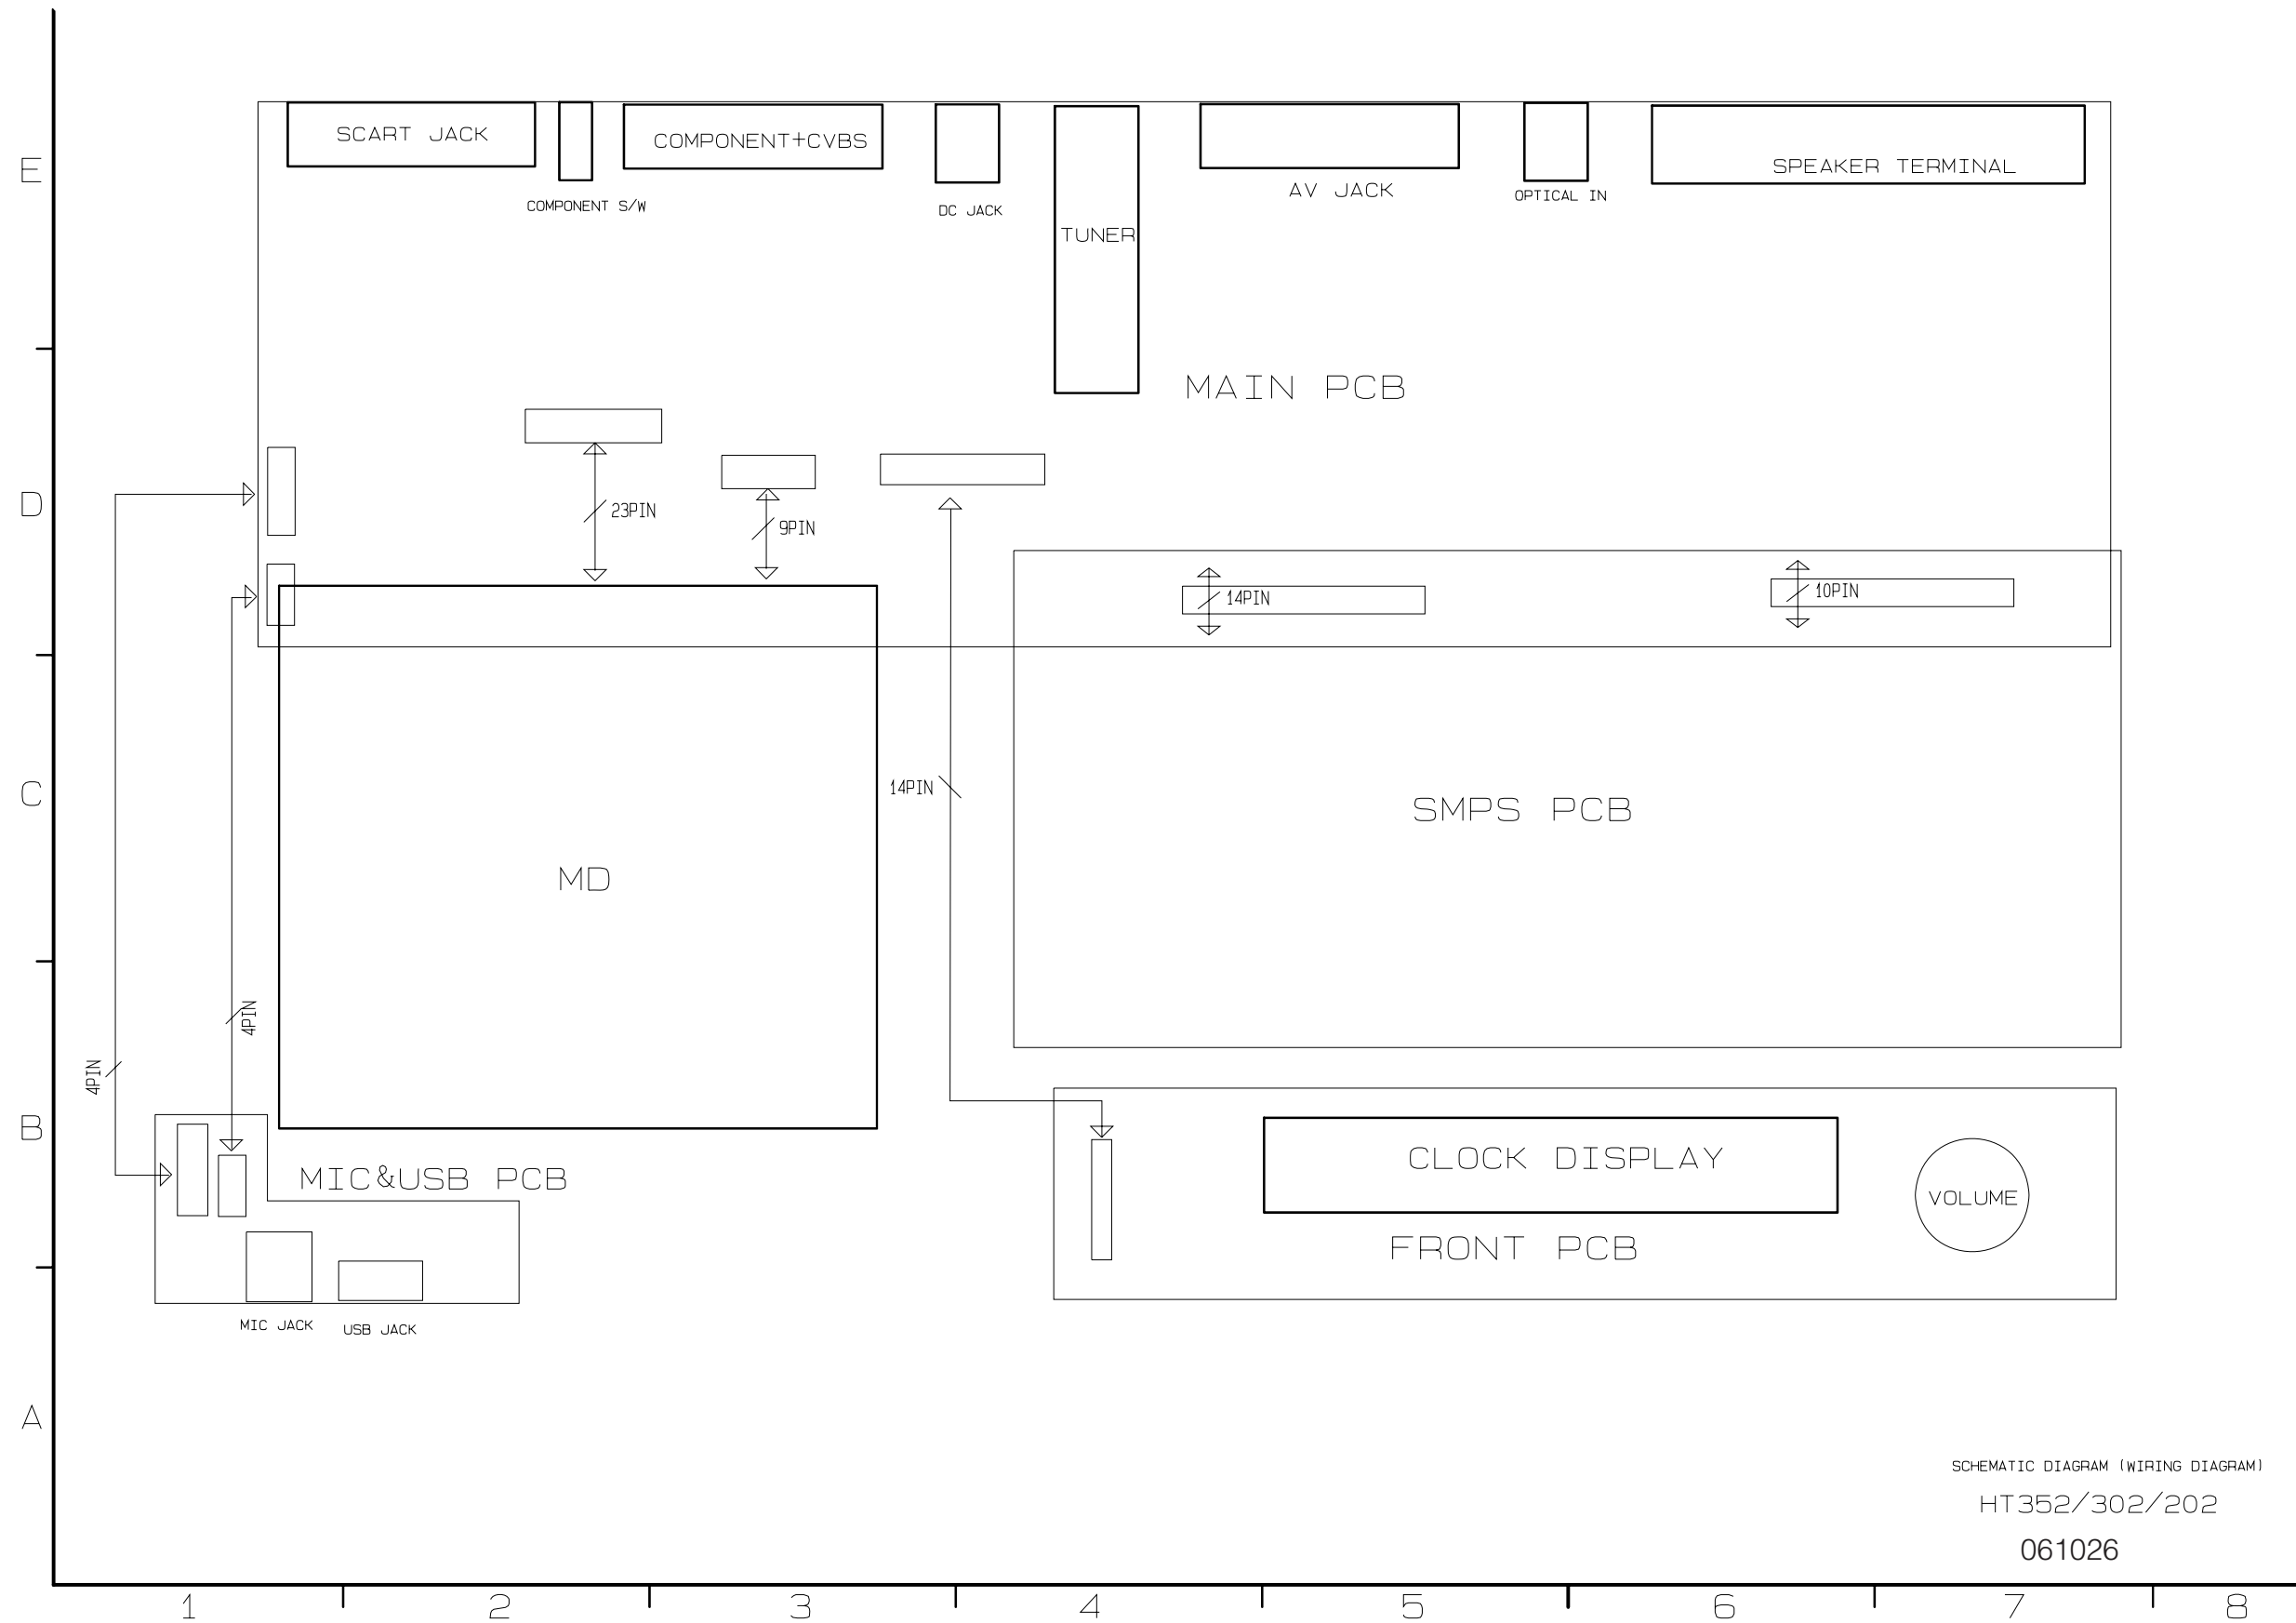 E
SCART JACK
COMPONENT+CVBS
SPEAKER TERMINAL
COMPONENT S/W
DC JACK
AV JACK
OPTICAL IN
TUNER
MAIN PCB
D
23PIN
9PIN
14PIN
10PIN
C
14PIN
SMPS PCB
MD
4PIN
4PIN
B
MIC&USB PCB
CLOCK DISPLAY
VOLUME
FRONT PCB
MIC JACK
USB JACK
A
SCHEMATIC DIAGRAM (WIRING DIAGRAM)
HT352/302/202
061026
1 2 3 4 5 6 7 8